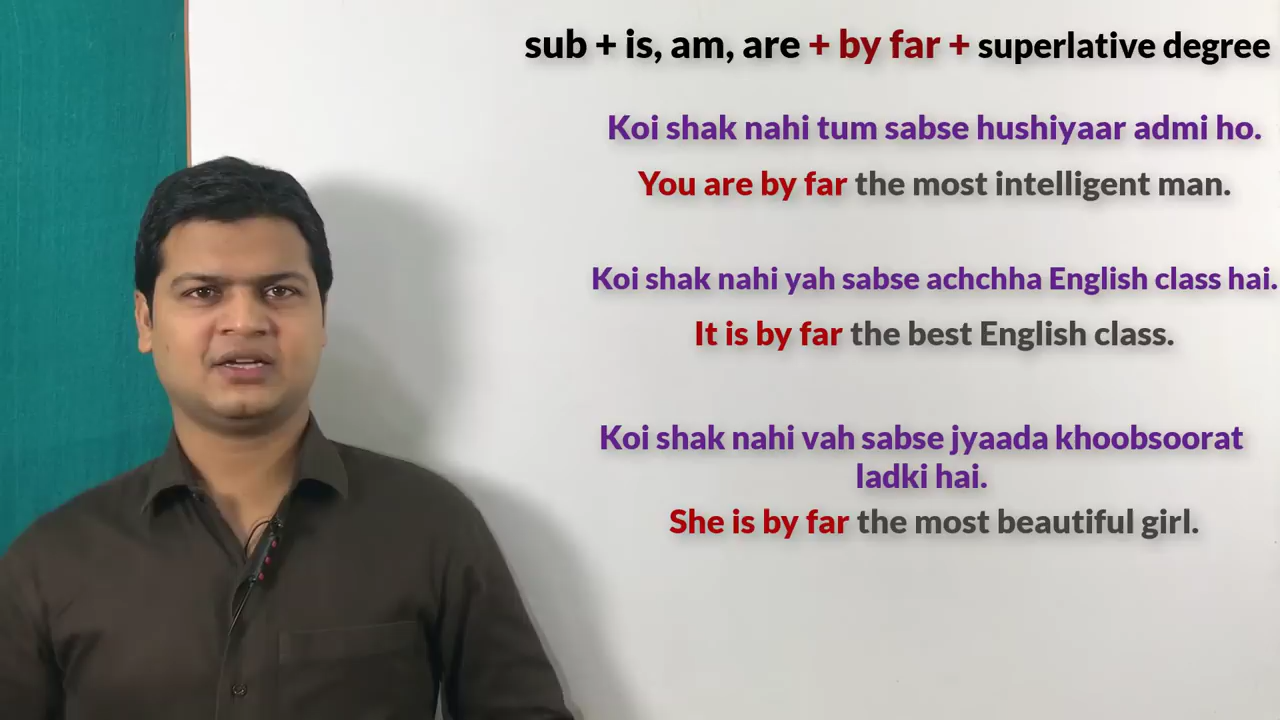 sub + is, am, are + by far + superlative degree
Koi shak nahi tum sabse hushiyaar admi ho.
You are by far the most intelligent man.
Koi shak nahi yah sabse achchha English class hai.
It is by far the best English class.
Koi shak nahi vah sabse jyaada khoobsoorat
ladki hai.
She is by far the most beautiful girl.